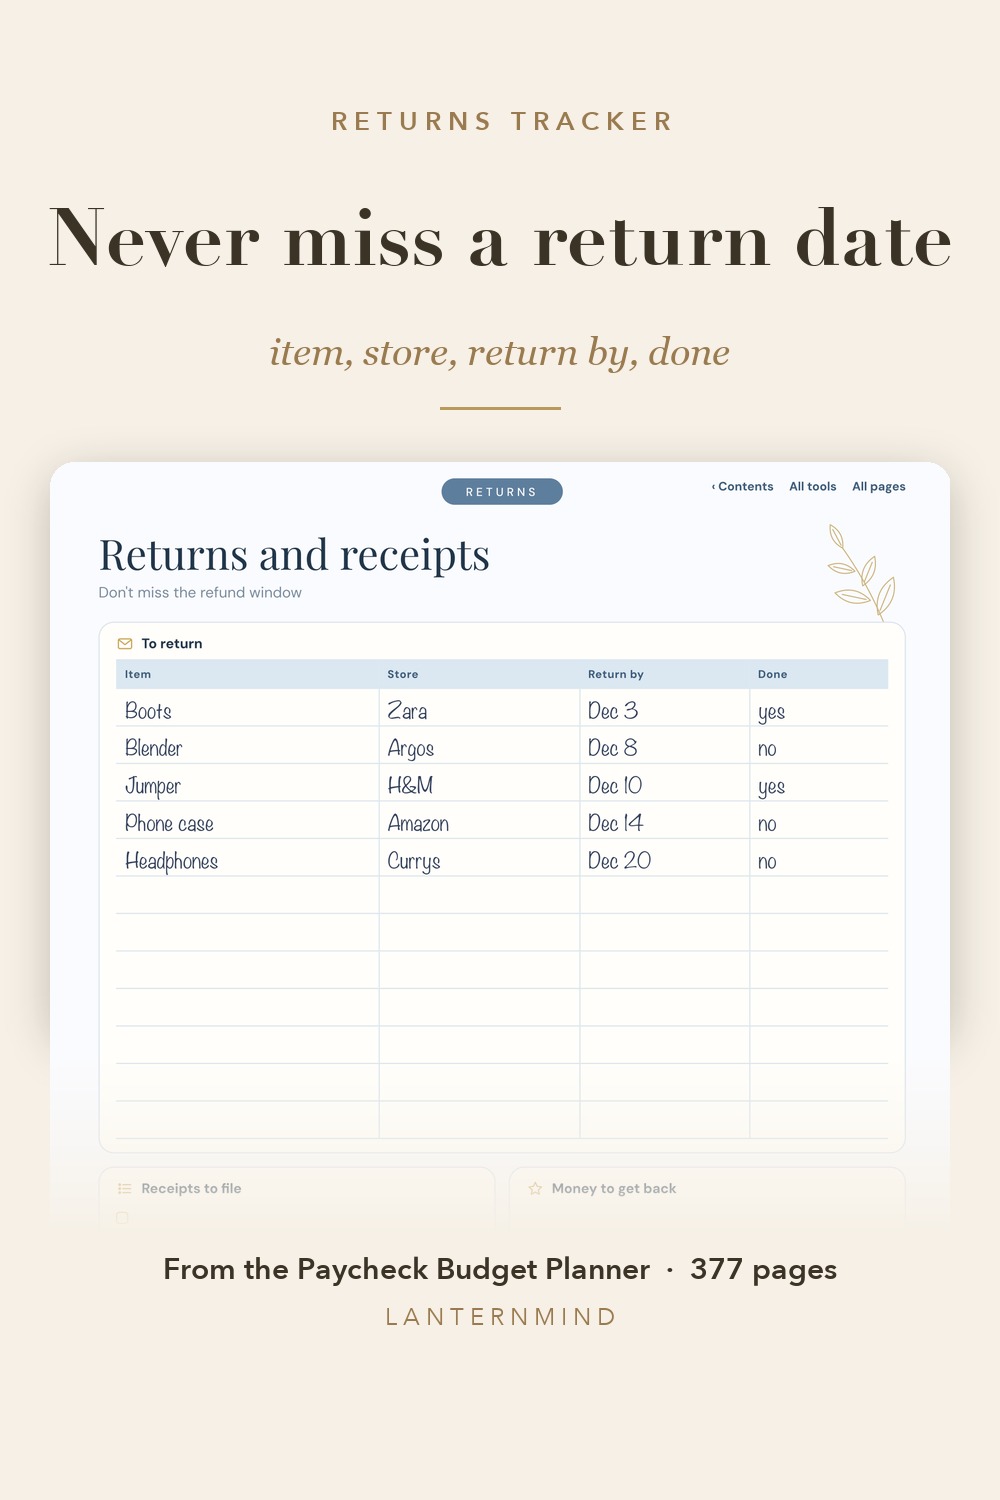 RETURNS TRACKER
Never miss a return date
item, store, return by, done
RETURNS
‹ Contents All tools All pages
Returns and receipts
Don't miss the refund window
To return
Item Store Return by Done
Boots Zara Dec 3 yes
Blender Argos Dec 8 no
Jumper H&M Dec 10 yes
Phone case Amazon Dec 14 no
Headphones Currys Dec 20 no
Receipts to file Money to get back
From the Paycheck Budget Planner · 377 pages
LANTERNMIND